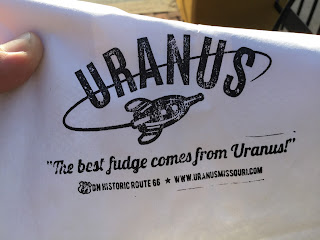 URANUS
"The best fudge comes from Uranus!"
ON HISTORIC ROUTE 66 ★ WWW.URANUSMISSOURI.COM